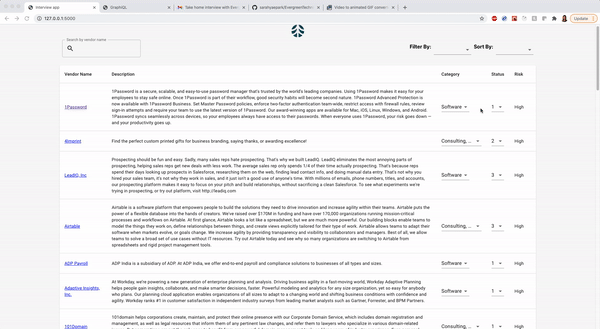 Interview app
GraphiQL
Take home interview with Ever
Video to animated GIF conver
127.0.0.1:8000
Update
Search by vendor name
Filter By:
Sort By:
Vendor Name Description Category Status Risk
1Password is a secure, scalable, and easy-to-use password manager that's trusted by the world's leading companies. Using 1Password makes it easy for your
employees to stay safe online. Once 1Password is part of their workflow, good security habits will become second nature. 1Password Advanced Protection is
now available with 1Password Business. Set Master Password policies, enforce two-factor authentication team-wide, restrict access with firewall rules, review
1Password
sign-in attempts and require your team to use the latest version of 1Password. Our award-winning apps are available for Mac, iOS, Linux, Windows, and Android.
Software 1 High
1Password syncs seamlessly across devices, so your employees always have access to their passwords. When everyone uses 1Password, your risk goes down —
and your productivity goes up.
4imprint Find the perfect custom printed gifts for business branding, saying thanks, or awarding excellence! Consulting, ... 2 High
Prospecting should be fun and easy. Sadly, many sales reps hate prospecting. That's why we built LeadIQ. LeadIQ eliminates the most annoying parts of
prospecting, helping sales reps get new deals with less work. The average sales rep only spends 1/4 of their time actually prospecting. That's because reps
LeadIQ, Inc
spend their days looking up prospects in Salesforce, researching them on the web, finding lead contact info, and doing manual data entry. That's not why you
Software 3 High
hired your sales team, it's not why they work in sales, and it just isn't a good use of anyone's time. With millions of emails, phone numbers, titles, and accounts,
our prospecting platform makes it easy to focus on your pitch and build relationships, without sacrificing a clean Salesforce. To see what experiments we're
trying in prospecting, or try out platform, visit http://leadiq.com
Airtable is a software platform that empowers people to build the solutions they need to drive innovation and increase agility within their teams. Airtable puts the
power of a flexible database into the hands of creators. We've raised over $170M in funding and have over 170,000 organizations running mission-critical
processes and workflows on Airtable. At first glance, Airtable looks a lot like a spreadsheet, but we are much more powerful. Our building blocks enable teams to
Airtable
model the things they work on, define relationships between things, and create views explicitly tailored for their type of work. Airtable allows teams to adapt their
Consulting, ... 3 High
software when markets evolve, or goals change. We increase agility by providing transparency and visibility to collaborators and managers. Best of all, we allow
teams to solve a broad set of use cases without IT resources. Try out Airtable today and see why so many organizations are switching to Airtable from
spreadsheets and rigid project management tools.
ADP Payroll ADP India is a subsidiary of ADP. At ADP India, we offer end-to-end payroll and compliance solutions to businesses of all types and sizes. 1 High
At Workday, we're powering a new generation of enterprise planning and analysis. Driving business agility in a fast-moving world, Workday Adaptive Planning
Adaptive Insights,
Inc.
helps people gain insights, collaborate and make smarter decisions, faster. Powerful modeling and analytics for any size organization, yet so easy for anybody
who plans. Our planning cloud application enables organizations of all sizes to adapt to a changing world and shifting business conditions with confidence and
Software 1 High
agility. Workday ranks #1 in customer satisfaction in independent industry surveys from leading market analysts such as Gartner, Forrester, and BPM Partners.
101domain helps corporations create, maintain, and protect their online presence with our Corporate Domain Service, which includes domain registration and
management, as well as legal resources that inform them of any pertinent law changes, and refer them to lawyers who specialize in various domain-related
101Domain
Software 1 High